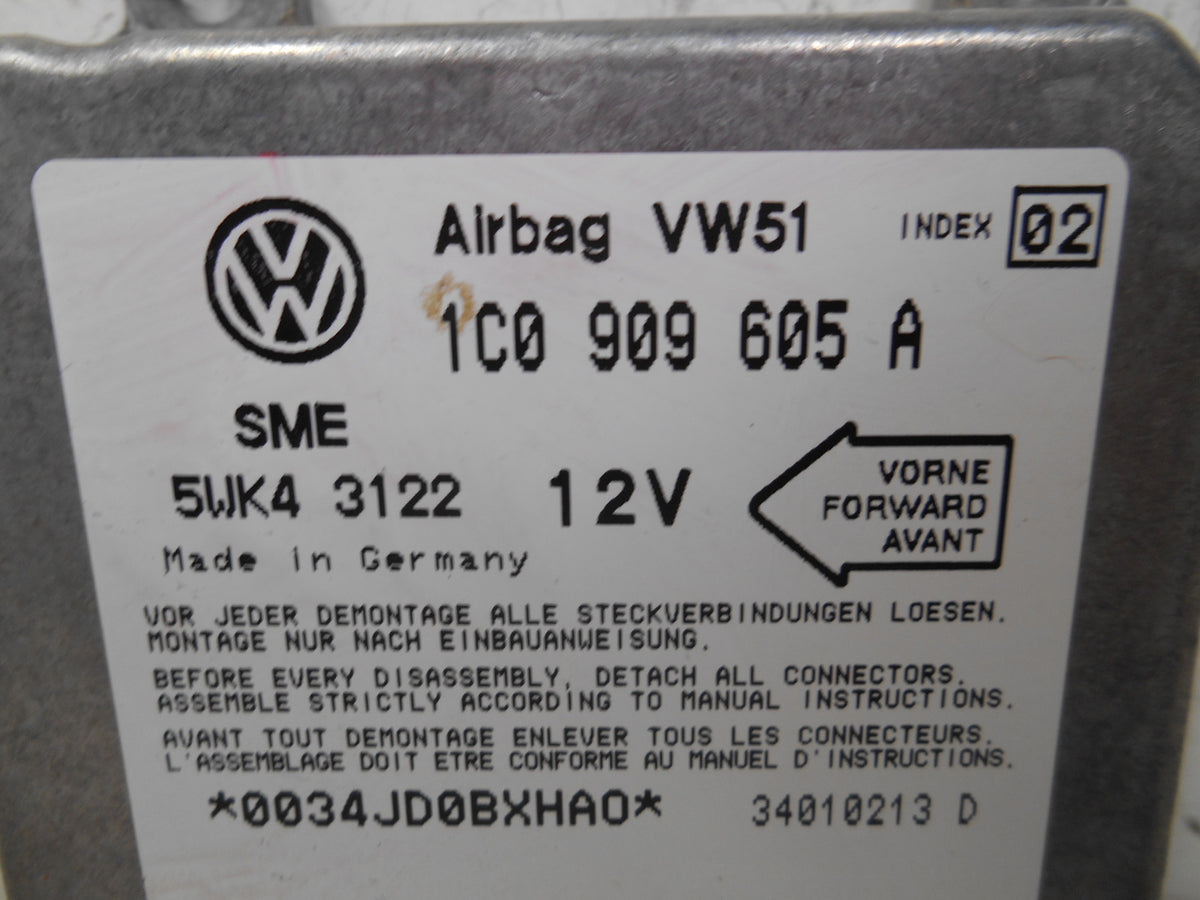 Airbag VW51 INDEX 02
1C0 909 605 A
SME
5WK4 3122 12V
VORNE
FORWARD
AVANT
Made in Germany
VOR JEDER DEMONTAGE ALLE STECKVERBINDUNGEN LOESEN.
MONTAGE NUR NACH EINBAUANWEISUNG.
BEFORE EVERY DISASSEMBLY, DETACH ALL CONNECTORS.
ASSEMBLE STRICTLY ACCORDING TO MANUAL INSTRUCTIONS.
AVANT TOUT DEMONTAGE ENLEVER TOUS LES CONNECTEURS.
L'ASSEMBLAGE DOIT ETRE CONFORME AU MANUEL D'INSTRUCTIONS.
*0034JD0BXHAO* 34010213 D